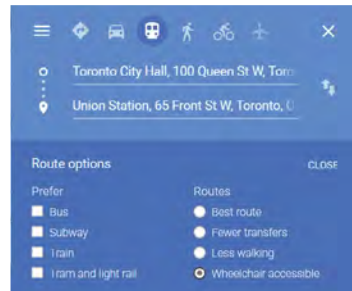 Toronto City Hall, 100 Queen St W, Toro
Union Station, 65 Front St W, Toronto,
Route options
CLOSE
Prefer
Routes
Bus
Best route
Subway
Fewer transfers
Train
Less walking
Tram and light rail
Wheelchair accessible